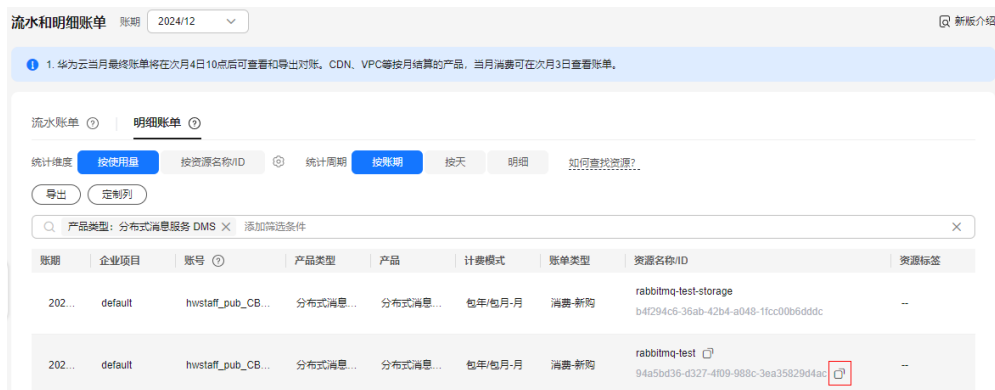 流水和明细账单 账期 2024/12 新版介绍
1. 华为云当月最终账单将在次月4日10点后可查看和导出对账。CDN、VPC等按月结算的产品，当月消费可在次月3日查看账单。
流水账单 明细账单
统计维度 按使用量 按资源名称/ID 统计周期 按账期 按天 明细 如何查找资源?
导出 定制列
产品类型：分布式消息服务 DMS 添加筛选条件
账期 企业项目 账号 产品类型 产品 计费模式 账单类型 资源名称/ID 资源标签
rabbitmq-test-storage
202... default hwstaff_pub_CB... 分布式消息... 分布式消息... 包年/包月-月 消费-新购 --
b4f294c6-36ab-42b4-a048-1fcc00b6dddc
rabbitmq-test
202... default hwstaff_pub_CB... 分布式消息... 分布式消息... 包年/包月-月 消费-新购 --
94a5bd36-d327-4f09-988c-3ea35829d4ac